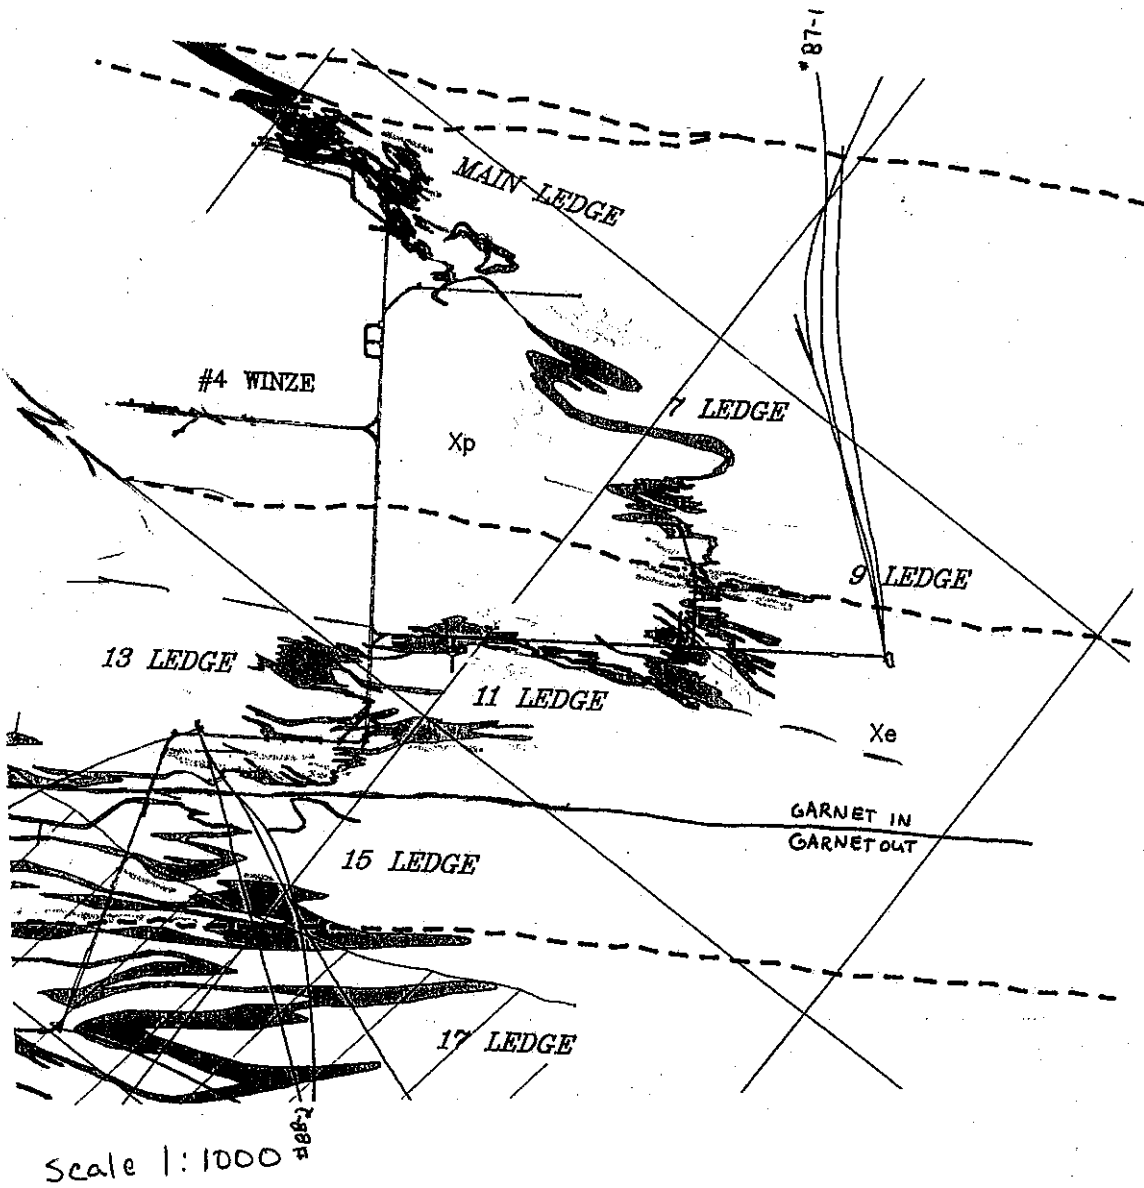 #87-1
MAIN LEDGE
#4 WINZE
7 LEDGE
Xp
9 LEDGE
13 LEDGE
11 LEDGE
Xe
GARNET IN
GARNET OUT
15 LEDGE
17 LEDGE
#88-2
Scale 1:1000